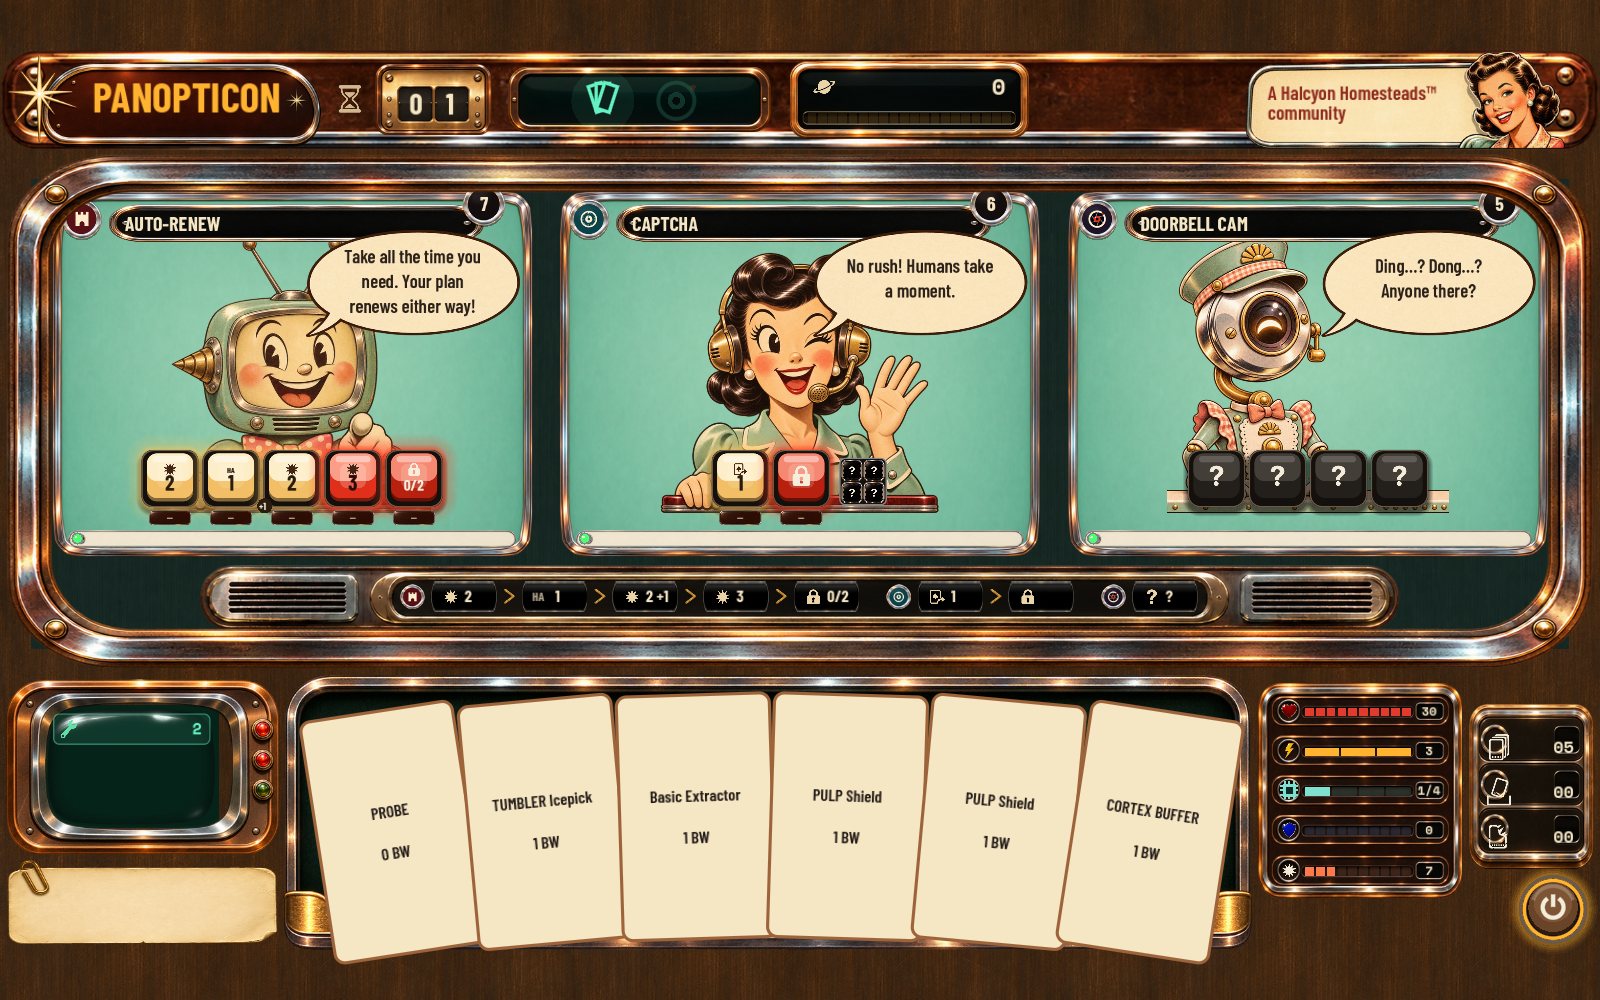 PANOPTICON
0 1
0
A Halcyon Homesteads™
community
AUTO-RENEW
7
Take all the time you
need. Your plan
renews either way!
2
HA
1
+1
2
3
0/2
CAPTCHA
6
No rush! Humans take
a moment.
1
? ?
? ?
DOORBELL CAM
5
Ding...? Dong...?
Anyone there?
? ? ? ?
2 > HA 1 > 2 +1 > 3 > 0/2 1 > ? ?
2
PROBE
0 BW
TUMBLER Icepick
1 BW
Basic Extractor
1 BW
PULP Shield
1 BW
PULP Shield
1 BW
CORTEX BUFFER
1 BW
30
3
1/4
0
7
05
00
00